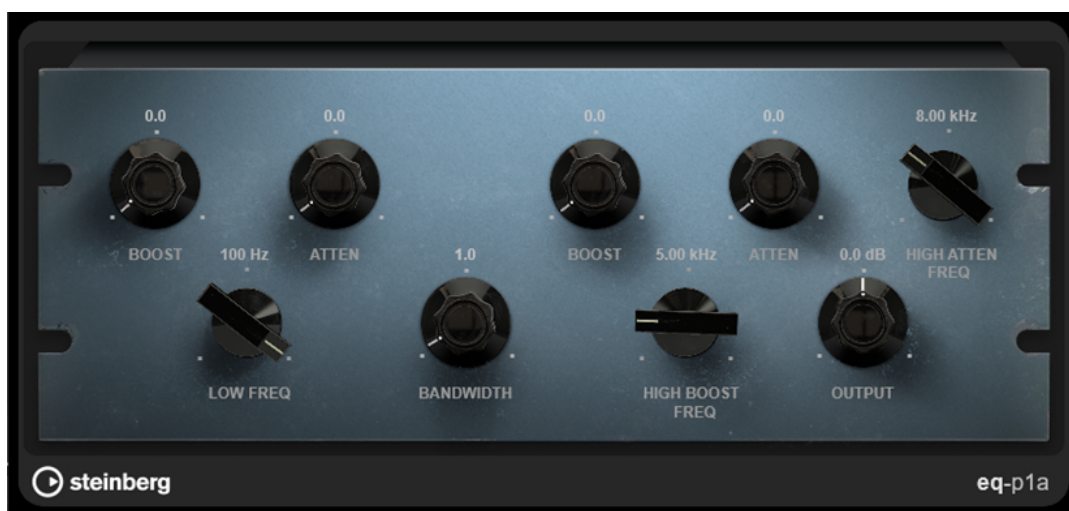 0.0
0.0
0.0
0.0
8.00 kHz
BOOST
100 Hz
ATTEN
1.0
BOOST
5.00 kHz
ATTEN
0.0 dB
HIGH ATTEN
FREQ
LOW FREQ
BANDWIDTH
HIGH BOOST
FREQ
OUTPUT
steinberg
eq-p1a